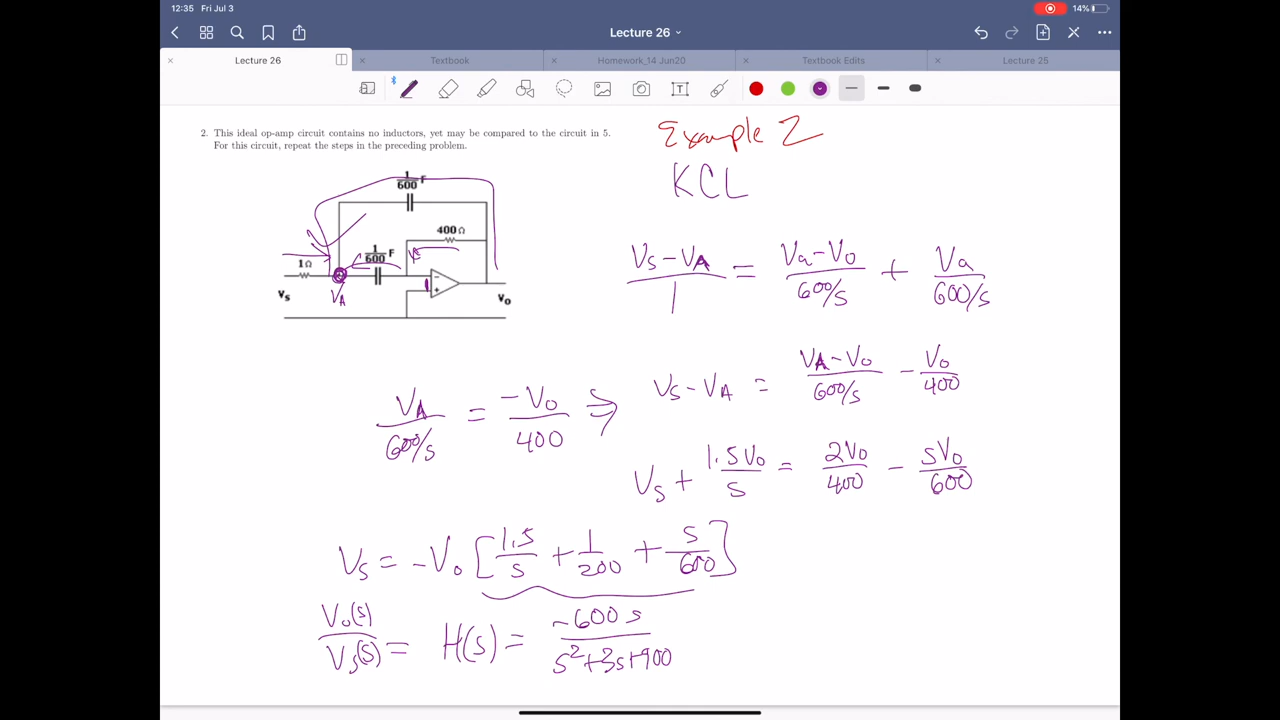 12:35 Fri Jul 3
14%
Lecture 26
Lecture 26
Textbook
Homework_14 Jun20
Textbook Edits
Lecture 25
2. This ideal op-amp circuit contains no inductors, yet may be compared to the circuit in 5.
For this circuit, repeat the steps in the preceding problem.
Example 2
KCL
1/600 F
400 Ω
1/600 F
1 Ω
VA
Vs
Vo
- +
(Vs - VA)/1 = (Va - Vo)/(600/s) + Va/(600/s)
VA/(600/s) = -Vo/400 ⇒ Vs - VA = (VA - Vo)/(600/s) - Vo/400
Vs + 1.5Vo/s = 2Vo/400 - sVo/600
Vs = -Vo [1.5/s + 1/200 + s/600]
Vo(s)/Vs(s) = H(s) = -600s/(s²+3s+900)